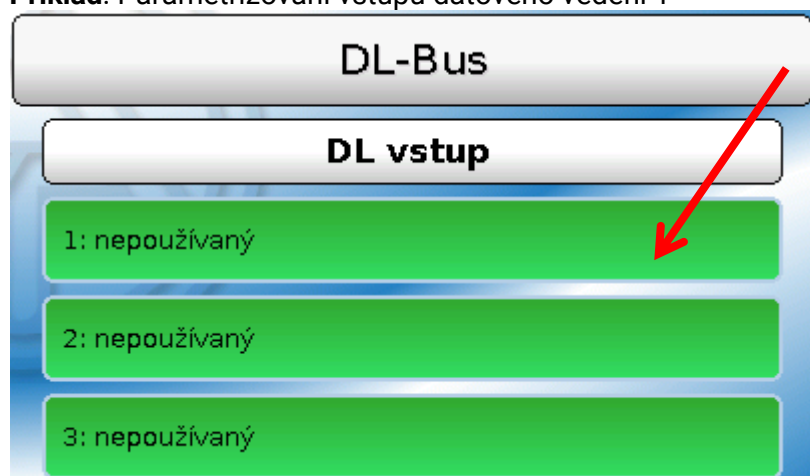 Příklad: Parametrizování vstupu datového vedení 1
DL-Bus
DL vstup
1: nepoužívaný
2: nepoužívaný
3: nepoužívaný